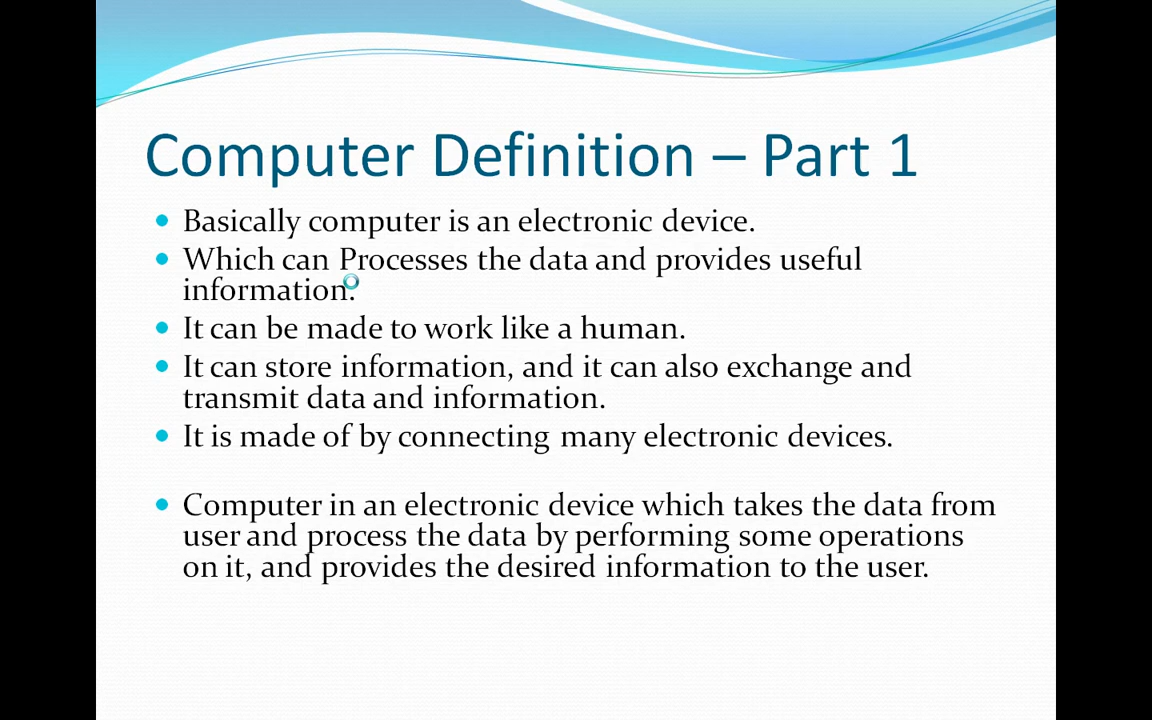 Computer Definition – Part 1
Basically computer is an electronic device.
Which can Processes the data and provides useful
information.
It can be made to work like a human.
It can store information, and it can also exchange and
transmit data and information.
It is made of by connecting many electronic devices.
Computer in an electronic device which takes the data from
user and process the data by performing some operations
on it, and provides the desired information to the user.